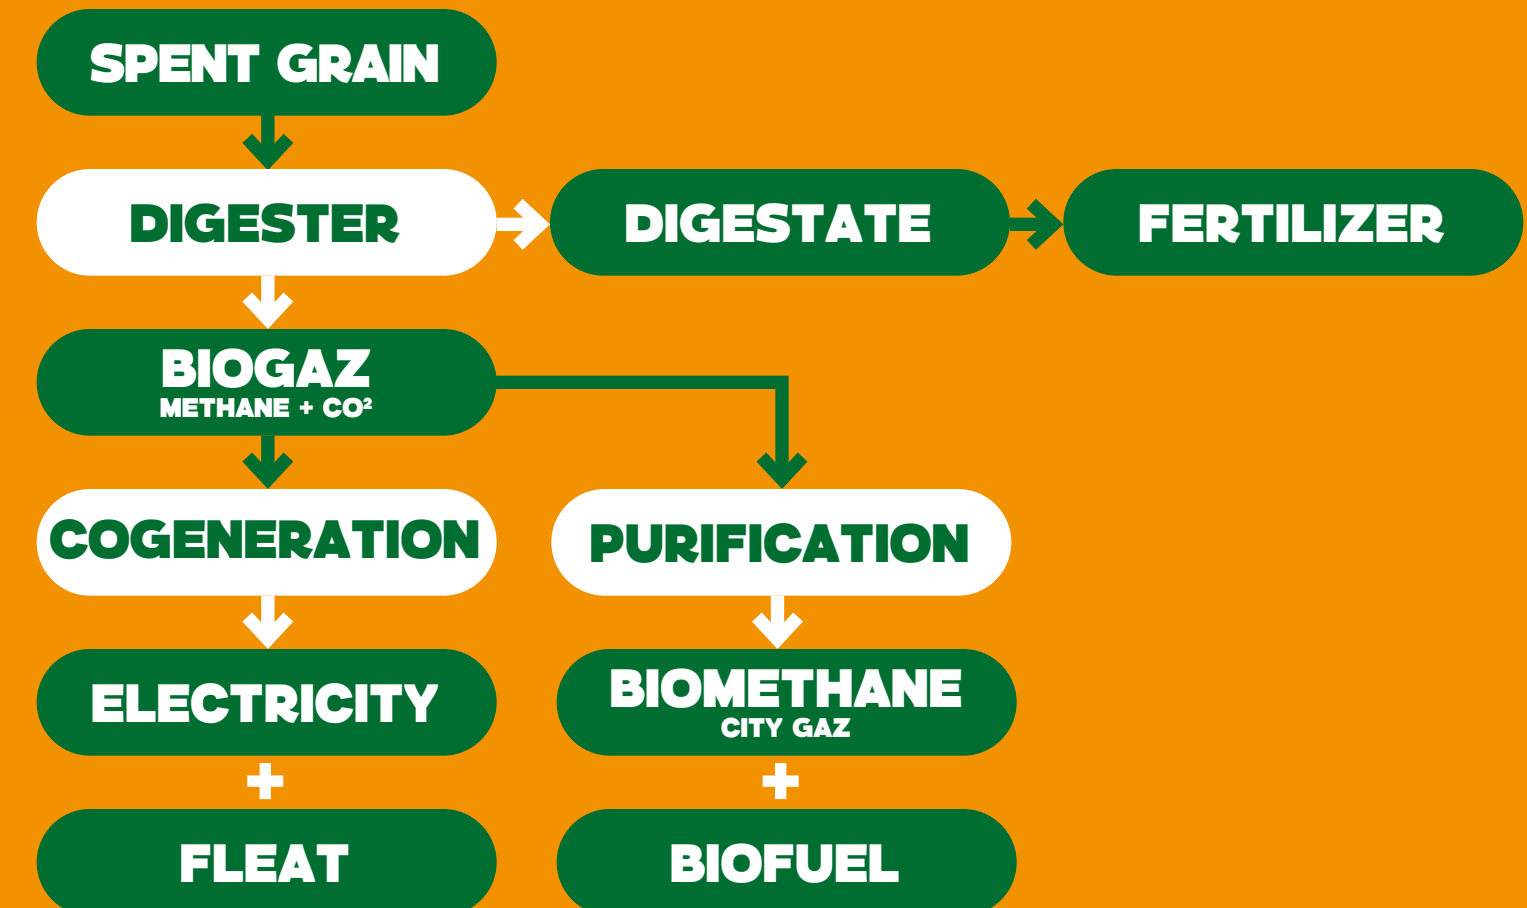 SPENT GRAIN
DIGESTER
DIGESTATE
FERTILIZER
BIOGAZ
METHANE + CO²
COGENERATION
PURIFICATION
ELECTRICITY
BIOMETHANE
CITY GAZ
+
+
FLEAT
BIOFUEL